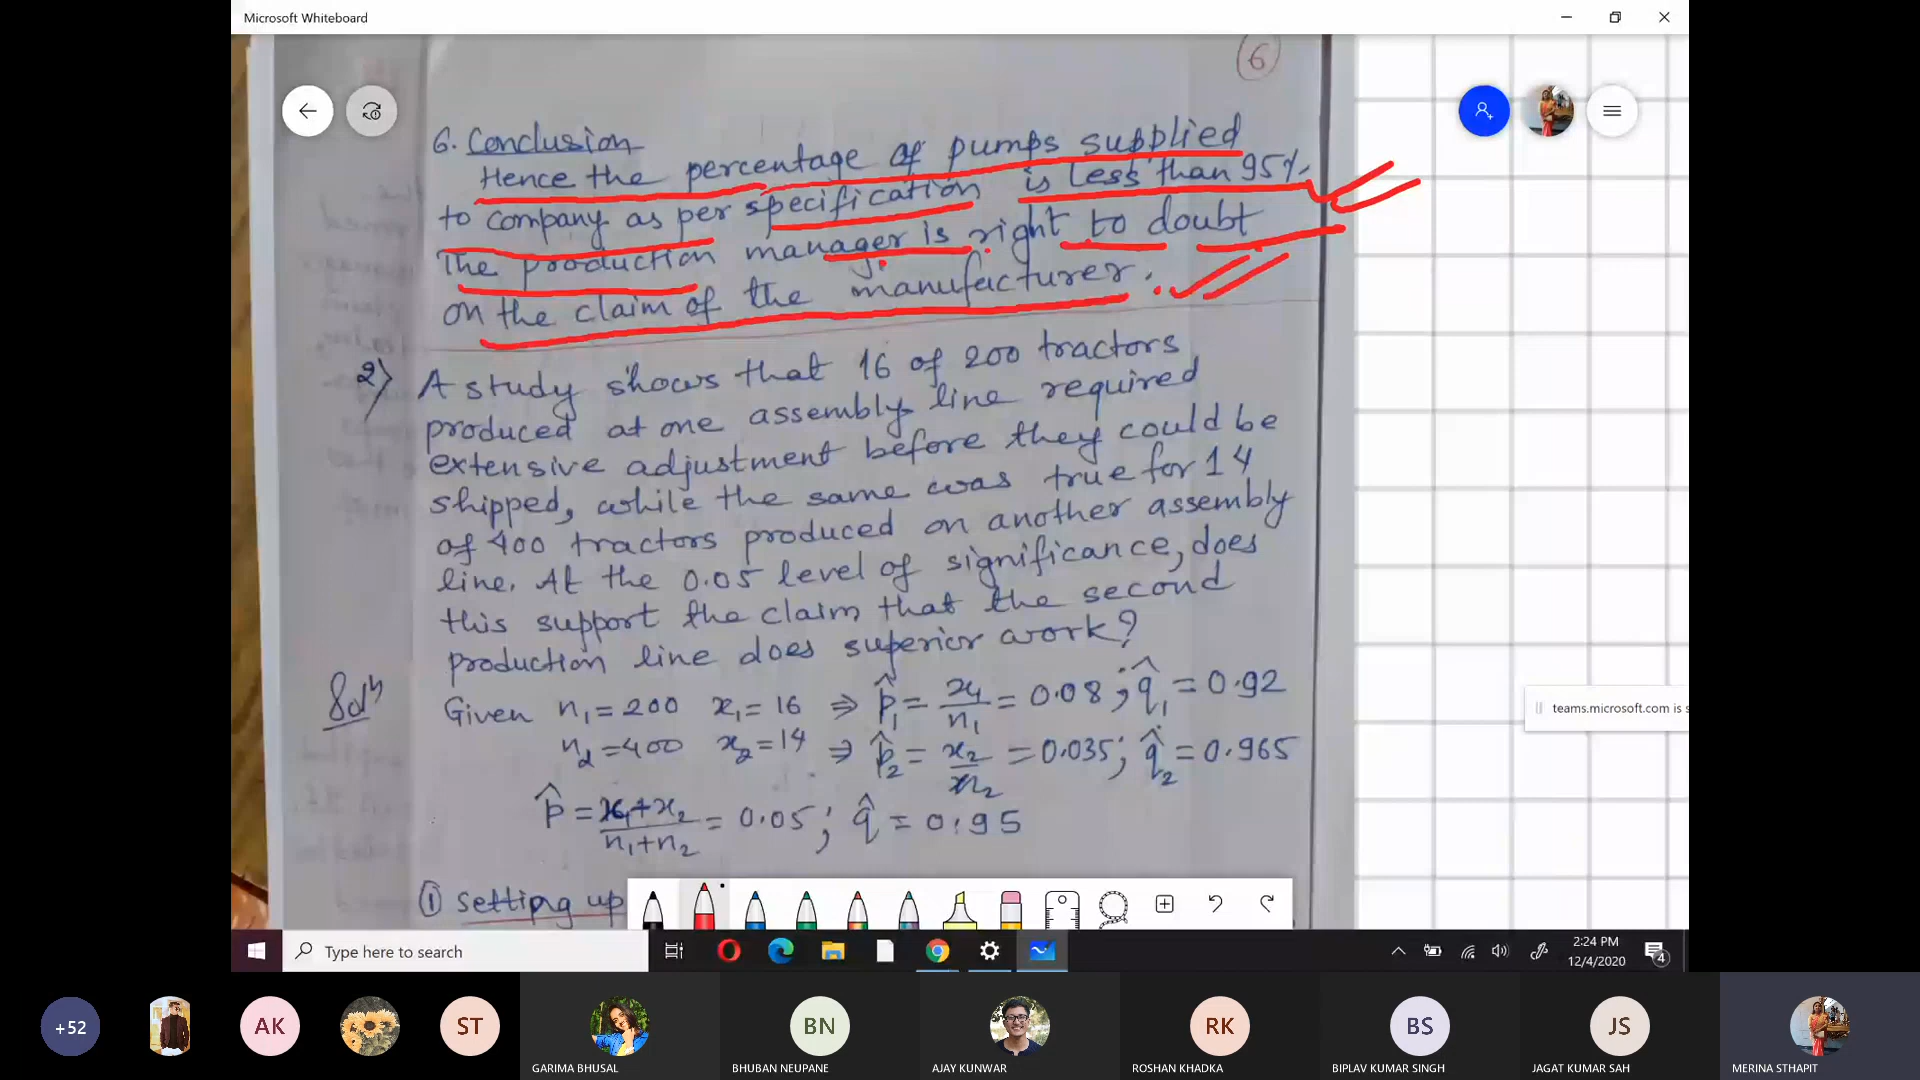 Microsoft Whiteboard
6
6. Conclusion
Hence the percentage of pumps supplied
to company as per specification is less than 95%.
The production manager is right to doubt
on the claim of the manufacturer.
2) A study shows that 16 of 200 tractors
produced at one assembly line required
extensive adjustment before they could be
shipped, while the same was true for 14
of 400 tractors produced on another assembly
line. At the 0.05 level of significance, does
this support the claim that the second
production line does superior work?
Solⁿ
Given n₁ = 200 x₁ = 16 ⇒ p̂₁ = x₁/n₁ = 0.08 ; q̂₁ = 0.92
n₂ = 400 x₂ = 14 ⇒ p̂₂ = x₂/n₂ = 0.035; q̂₂ = 0.965
p̂ = x₁+x₂/n₁+n₂ = 0.05 ; q̂ = 0.95
① Setting up
teams.microsoft.com is s
Type here to search
2:24 PM
12/4/2020
4
+52
AK
ST
BN
RK
BS
JS
GARIMA BHUSAL
BHUBAN NEUPANE
AJAY KUNWAR
ROSHAN KHADKA
BIPLAV KUMAR SINGH
JAGAT KUMAR SAH
MERINA STHAPIT